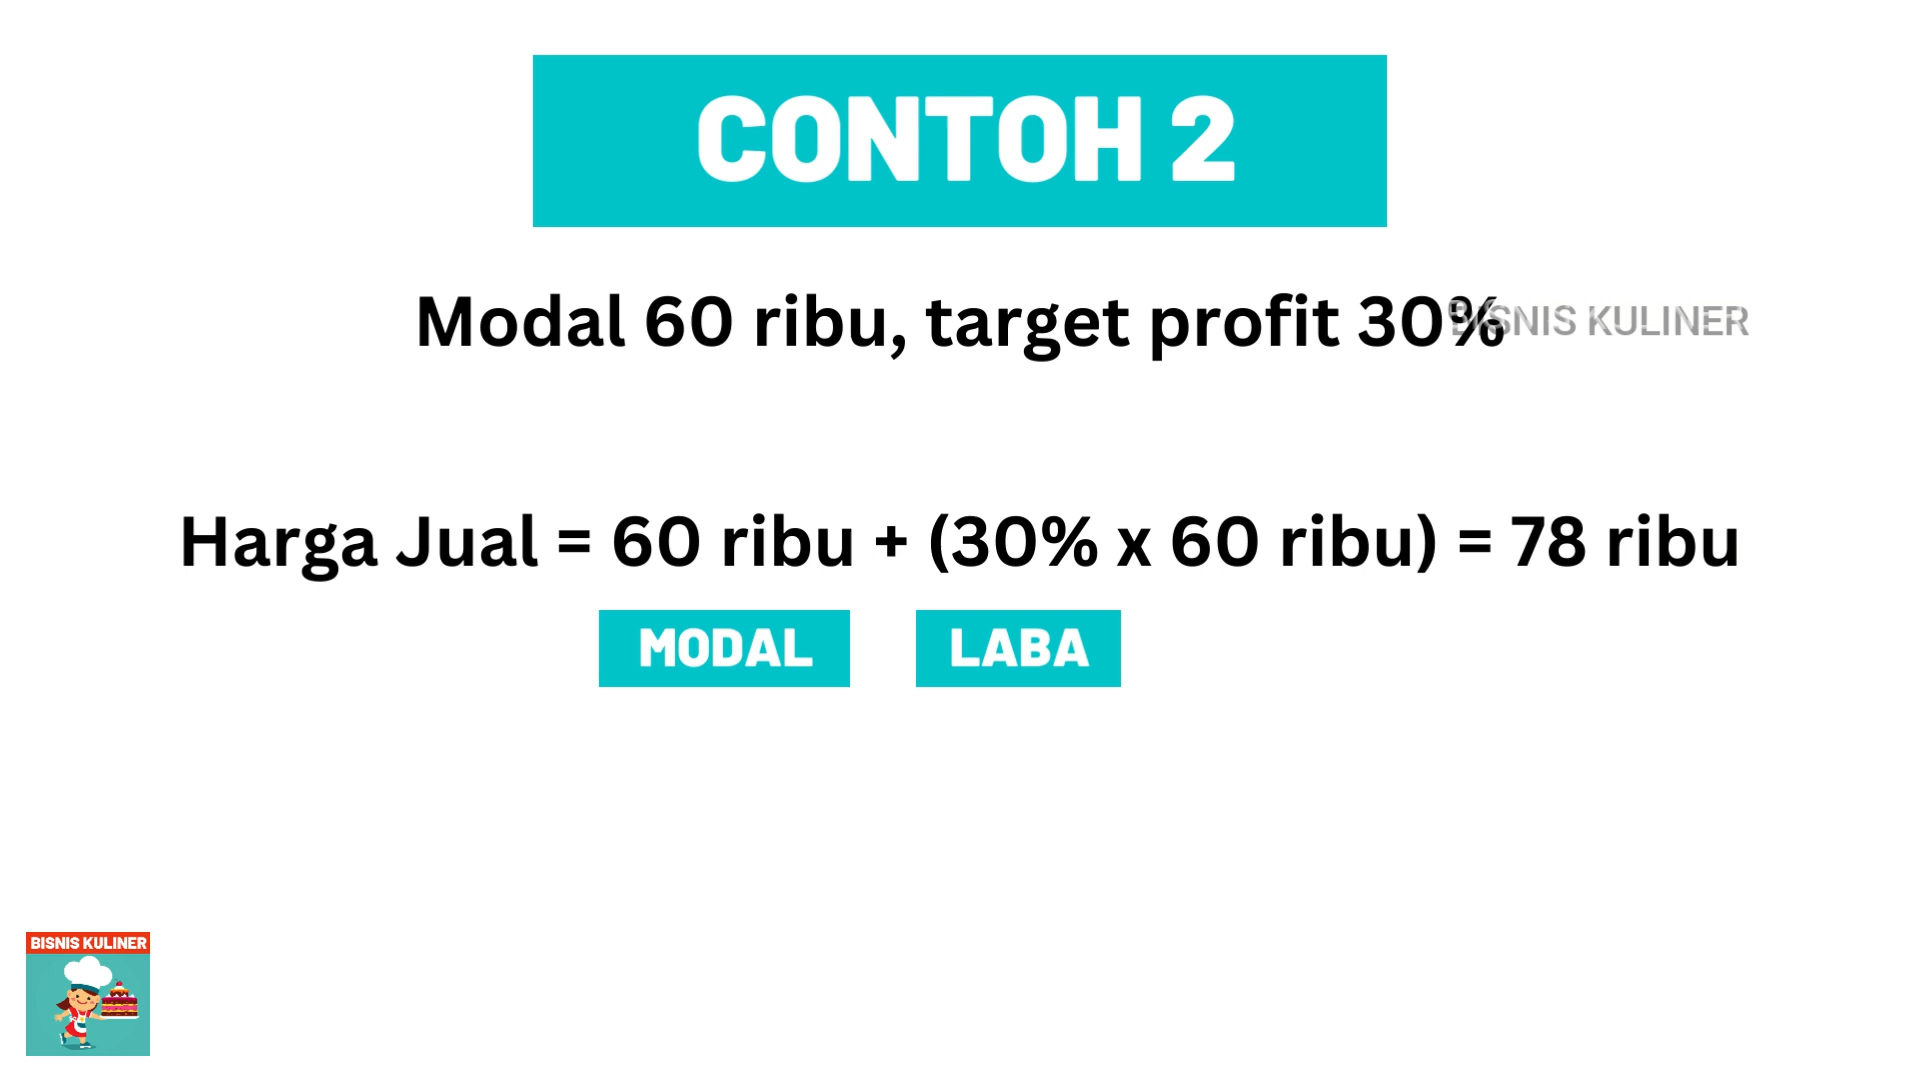 CONTOH 2
Modal 60 ribu, target profit 30%
BISNIS KULINER
Harga Jual = 60 ribu + (30% x 60 ribu) = 78 ribu
MODAL
LABA
BISNIS KULINER